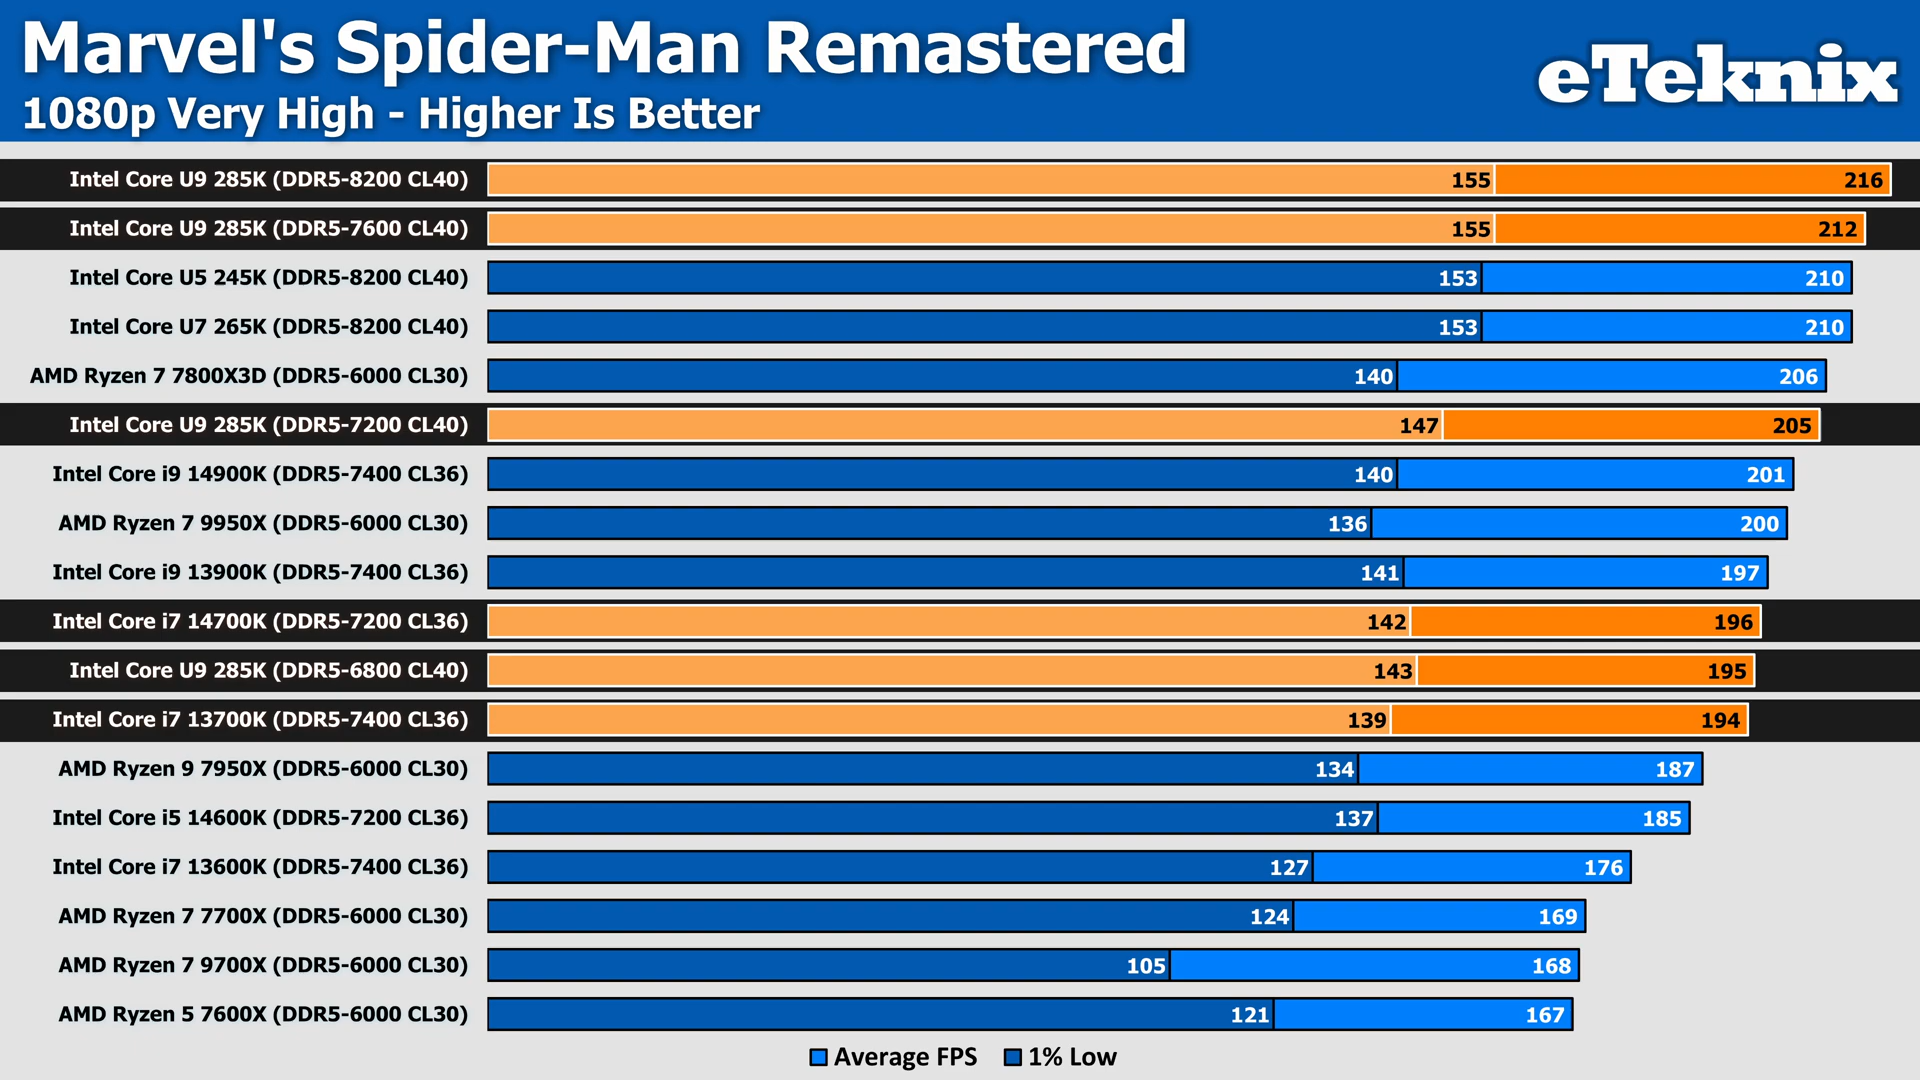 Marvel's Spider-Man Remastered
1080p Very High - Higher Is Better
eTeknix
Intel Core U9 285K (DDR5-8200 CL40) 155 216
Intel Core U9 285K (DDR5-7600 CL40) 155 212
Intel Core U5 245K (DDR5-8200 CL40) 153 210
Intel Core U7 265K (DDR5-8200 CL40) 153 210
AMD Ryzen 7 7800X3D (DDR5-6000 CL30) 140 206
Intel Core U9 285K (DDR5-7200 CL40) 147 205
Intel Core i9 14900K (DDR5-7400 CL36) 140 201
AMD Ryzen 7 9950X (DDR5-6000 CL30) 136 200
Intel Core i9 13900K (DDR5-7400 CL36) 141 197
Intel Core i7 14700K (DDR5-7200 CL36) 142 196
Intel Core U9 285K (DDR5-6800 CL40) 143 195
Intel Core i7 13700K (DDR5-7400 CL36) 139 194
AMD Ryzen 9 7950X (DDR5-6000 CL30) 134 187
Intel Core i5 14600K (DDR5-7200 CL36) 137 185
Intel Core i7 13600K (DDR5-7400 CL36) 127 176
AMD Ryzen 7 7700X (DDR5-6000 CL30) 124 169
AMD Ryzen 7 9700X (DDR5-6000 CL30) 105 168
AMD Ryzen 5 7600X (DDR5-6000 CL30) 121 167
Average FPS 1% Low